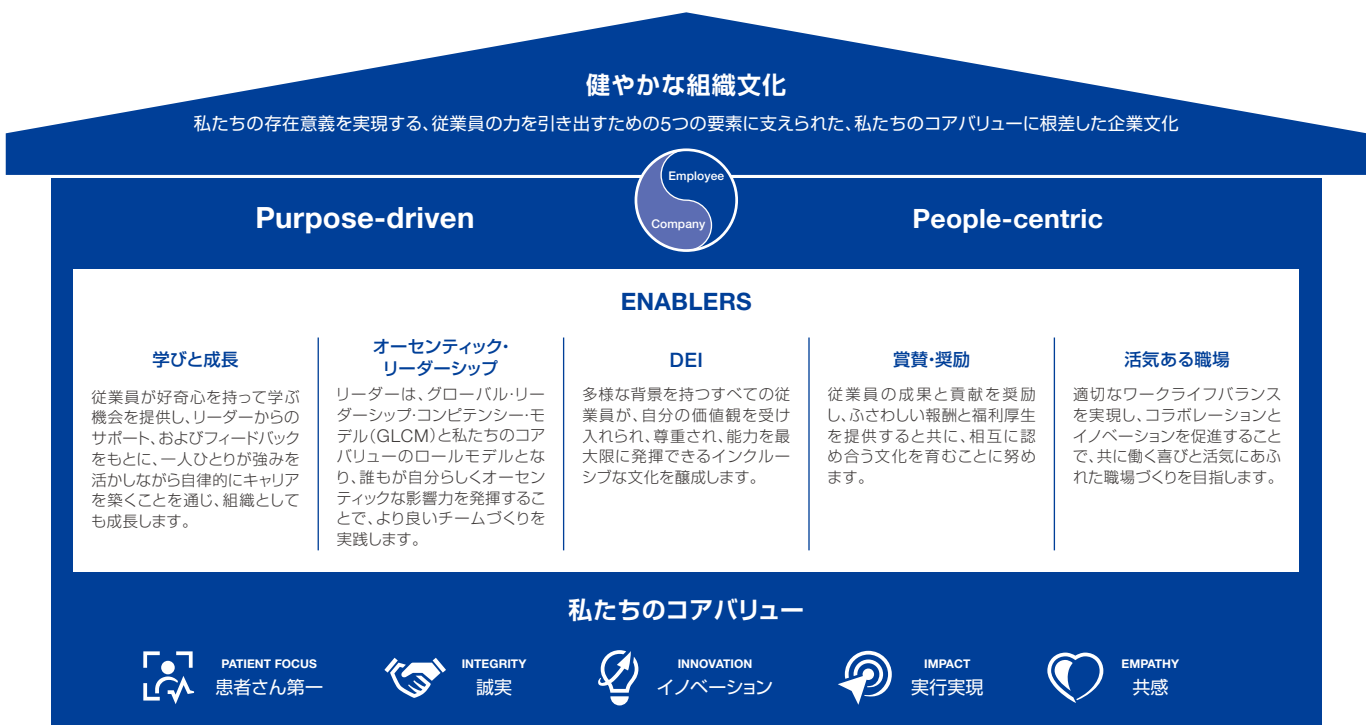 健やかな組織文化
私たちの存在意義を実現する、従業員の力を引き出すための5つの要素に支えられた、私たちのコアバリューに根差した企業文化
Employee
Company
Purpose-driven
People-centric
ENABLERS
学びと成長
従業員が好奇心を持って学ぶ
機会を提供し、リーダーからの
サポート、およびフィードバック
をもとに、一人ひとりが強みを
活かしながら自律的にキャリア
を築くことを通じ、組織として
も成長します。
オーセンティック・
リーダーシップ
リーダーは、グローバル・リー
ダーシップ・コンピテンシー・モ
デル(GLCM)と私たちのコア
バリューのロールモデルとな
り、誰もが自分らしくオーセン
ティックな影響力を発揮するこ
とで、より良いチームづくりを
実践します。
DEI
多様な背景を持つすべての従
業員が、自分の価値観を受け
入れられ、尊重され、能力を最
大限に発揮できるインクルー
シブな文化を醸成します。
賞賛・奨励
従業員の成果と貢献を奨励
し、ふさわしい報酬と福利厚生
を提供すると共に、相互に認
め合う文化を育むことに努め
ます。
活気ある職場
適切なワークライフバランス
を実現し、コラボレーションと
イノベーションを促進すること
で、共に働く喜びと活気にあふ
れた職場づくりを目指します。
私たちのコアバリュー
PATIENT FOCUS
患者さん第一
INTEGRITY
誠実
INNOVATION
イノベーション
IMPACT
実行実現
EMPATHY
共感